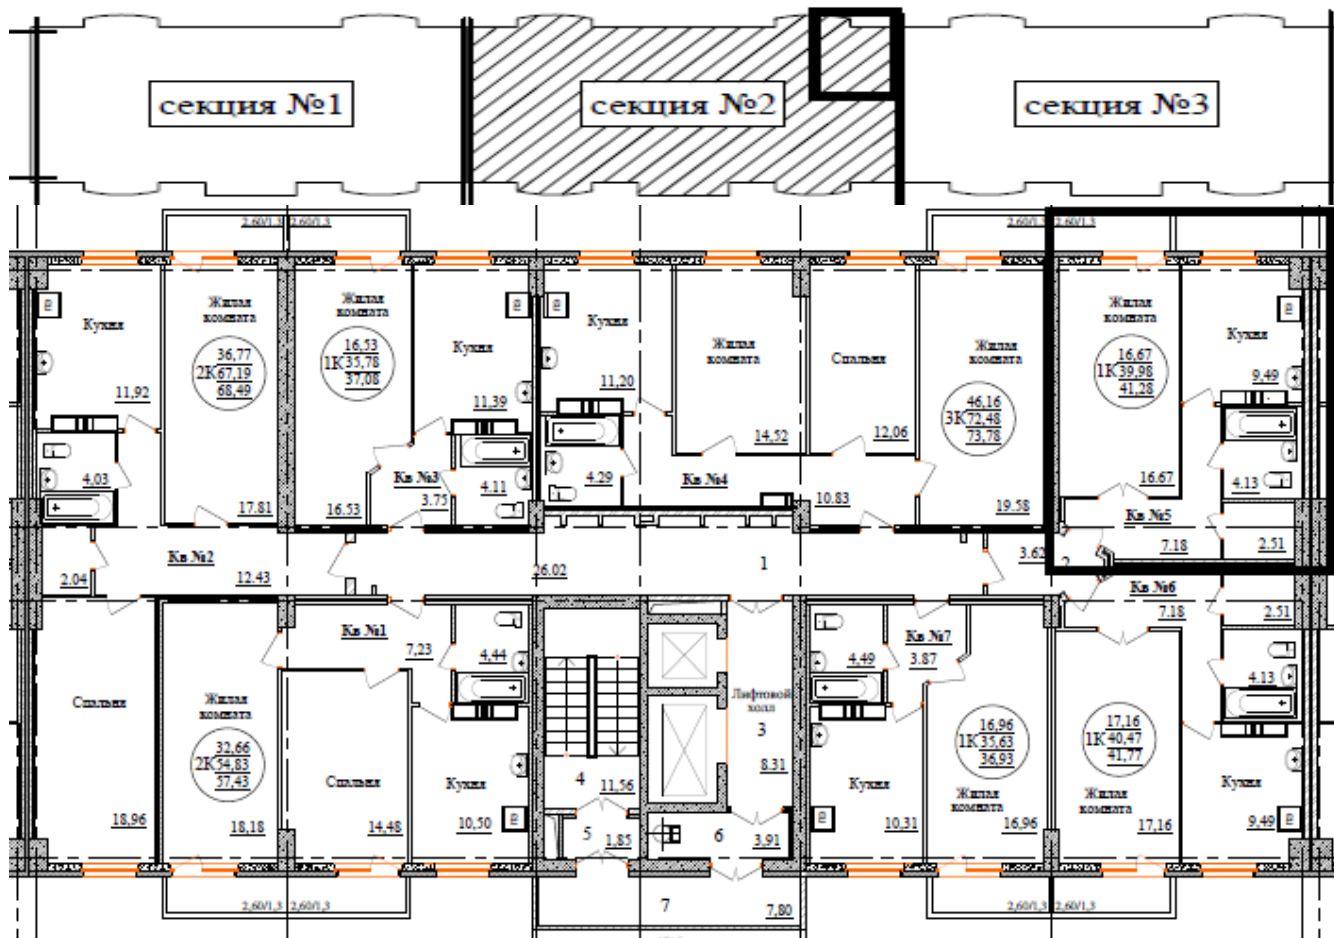 секция №1
секция №2
секция №3
2,60/1,3
2,60/1,3
2,60/1,3
2,60/1,3
Кухня
11,92
Жилая
комната
36,77
2К 67,19
68,49
17.81
4.03
Кв №2
2.04
12.43
Жилая
комната
16.53
1К 35,78
37,08
16.53
Кухня
11.39
Кв №3
3.75
4.11
Кухня
11,20
4.29
Жилая
комната
14,52
Кв №4
Спальня
12.06
10.83
Жилая
комната
46.16
3К 72,48
73,78
19.58
Жилая
комната
16.67
1К 39,98
41,28
16.67
Кухня
9,49
4.13
Кв №5
7.18
2.51
26.02
1
3.62
2
Кв №6
7.18
2.51
4.13
Спальня
18,96
Жилая
комната
32.66
2К 54,83
57,43
18,18
Кв №1
7,23
4,44
Спальня
14,48
Кухня
10,50
4
11,56
5
1,85
Лифтовой
холл
3
8.31
6
3,91
7
7,80
4,49
Кв №7
3.87
Кухня
10,31
16,96
1К 35,63
36,93
Жилая
комната
16,96
17,16
1К 40,47
41,77
Жилая
комната
17,16
Кухня
9,49
2,60/1,3
2,60/1,3
2,60/1,3
2,60/1,3